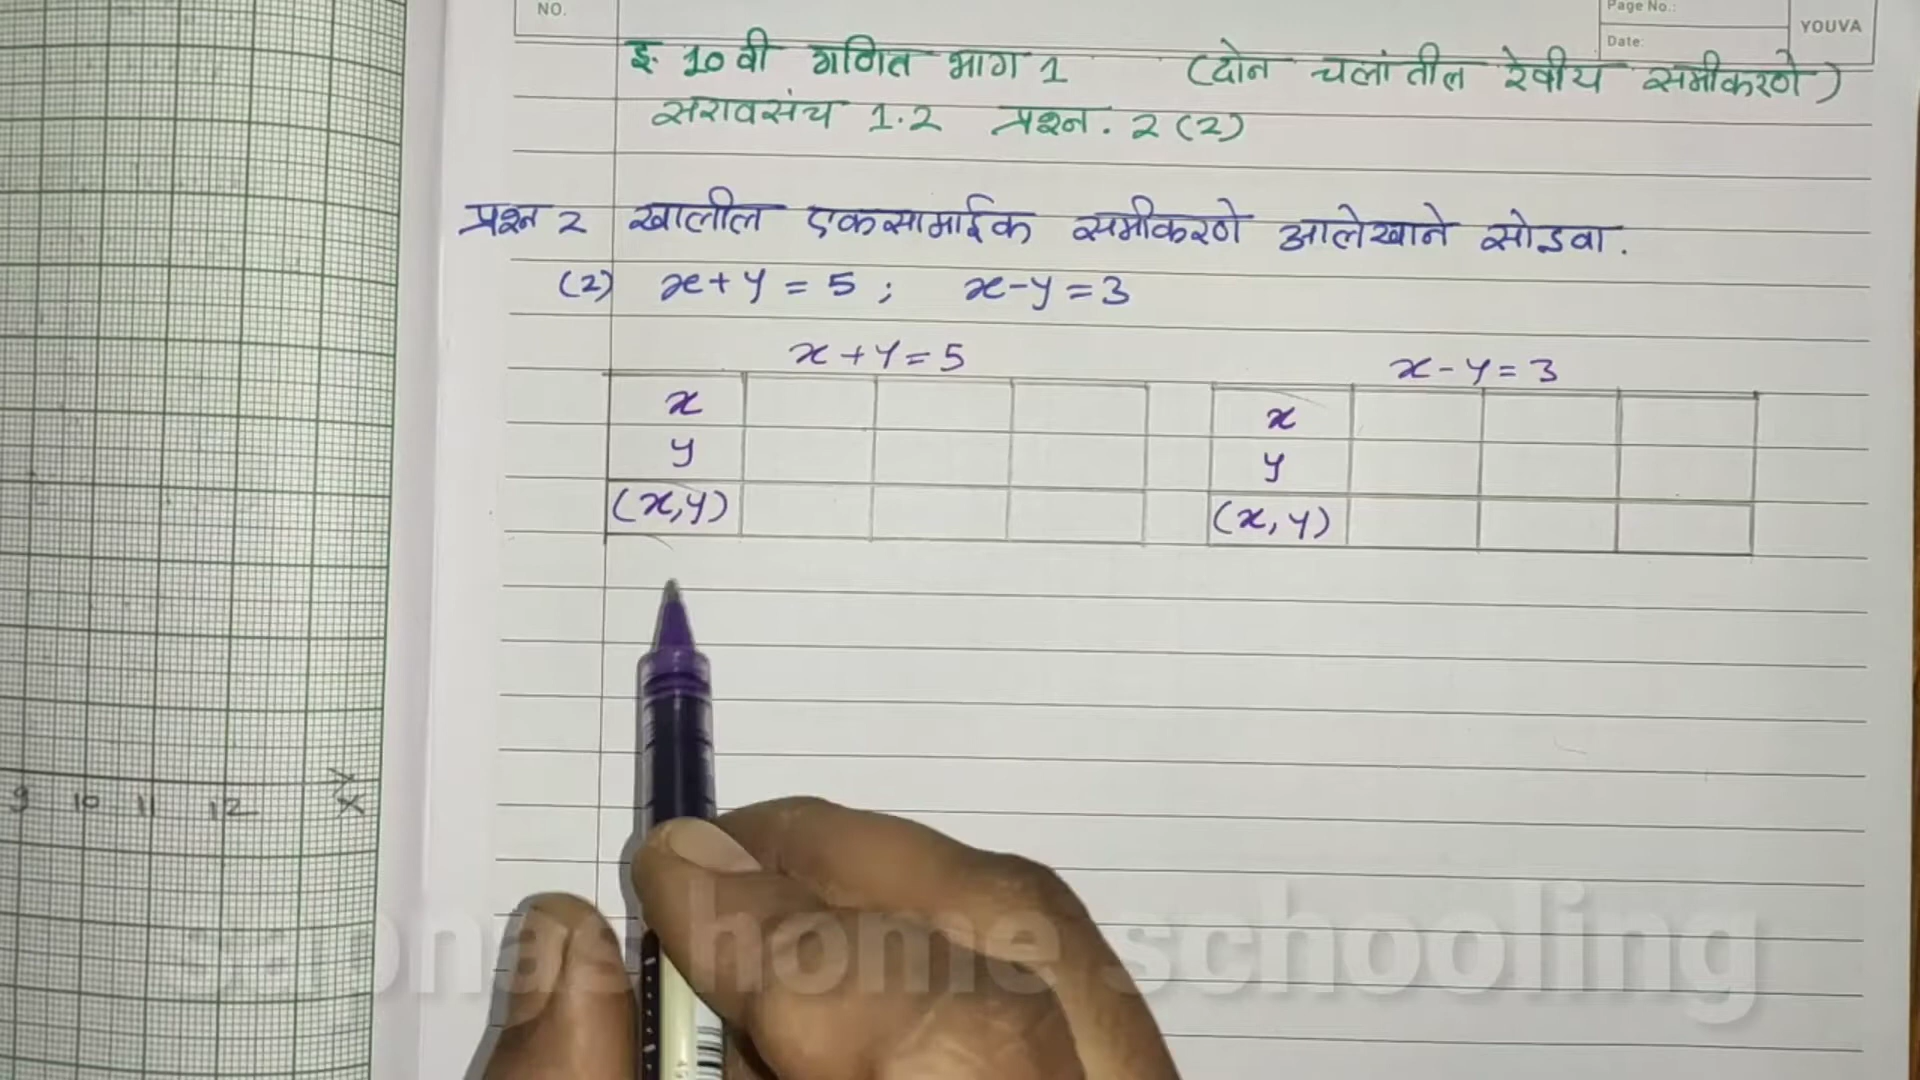 NO.
Page No.:
Date:
YOUVA
इ. 10 वी गणित भाग 1 (दोन चलांतील रेषीय समीकरणे)
सरावसंच 1.2 प्रश्न. 2 (2)
प्रश्न 2 खालील एकसामाईक समीकरणे आलेखाने सोडवा.
(2) x+y = 5 ; x-y = 3
x + y = 5
x - y = 3
x
y
(x,y)
x
y
(x, y)
9 10 11 12 X
home schooling